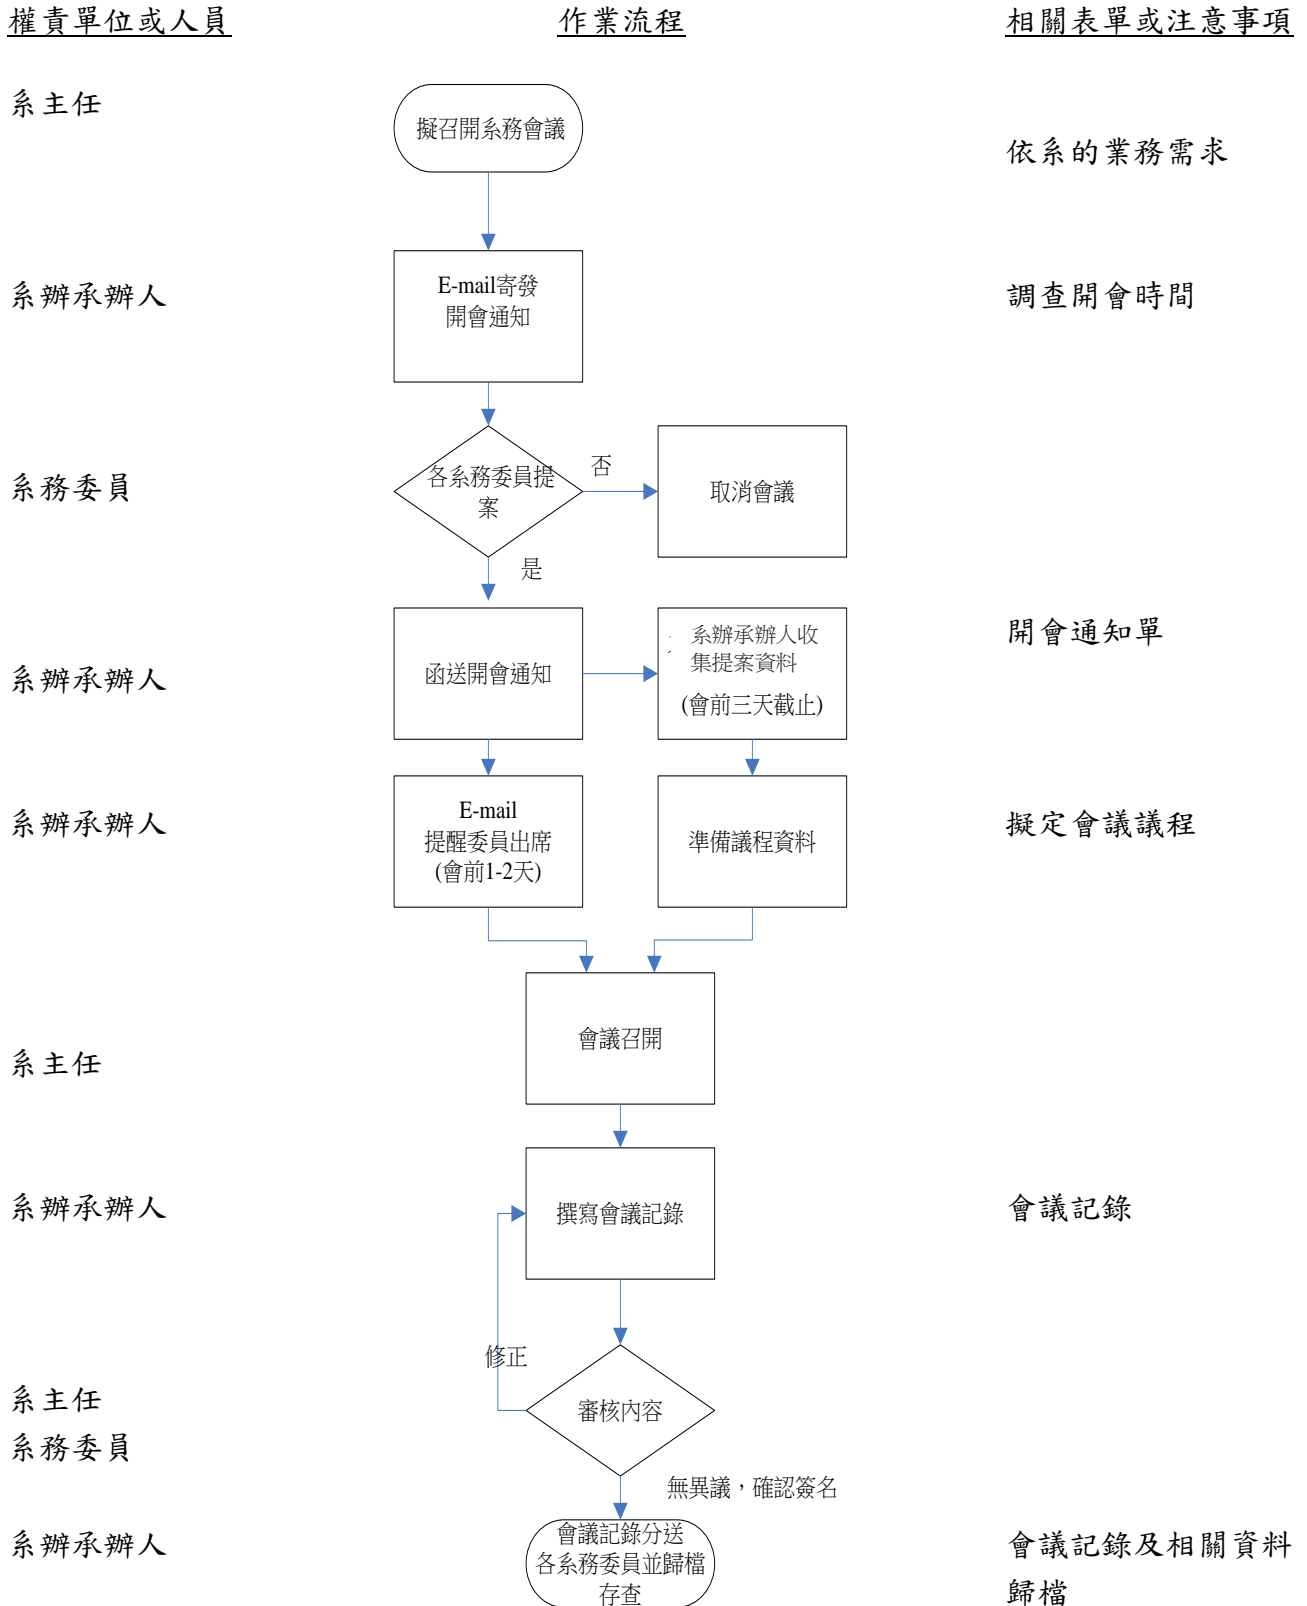 權責單位或人員
作業流程
相關表單或注意事項
系主任
擬召開系務會議
依系的業務需求
系辦承辦人
E-mail寄發
開會通知
調查開會時間
系務委員
各系務委員提
案
否
取消會議
是
系辦承辦人
函送開會通知
系辦承辦人收
集提案資料
(會前三天截止)
開會通知單
系辦承辦人
E-mail
提醒委員出席
(會前1-2天)
準備議程資料
擬定會議議程
會議召開
系主任
系辦承辦人
撰寫會議記錄
會議記錄
修正
系主任
系務委員
審核內容
無異議，確認簽名
系辦承辦人
會議記錄分送
各系務委員並歸檔
存查
會議記錄及相關資料
歸檔